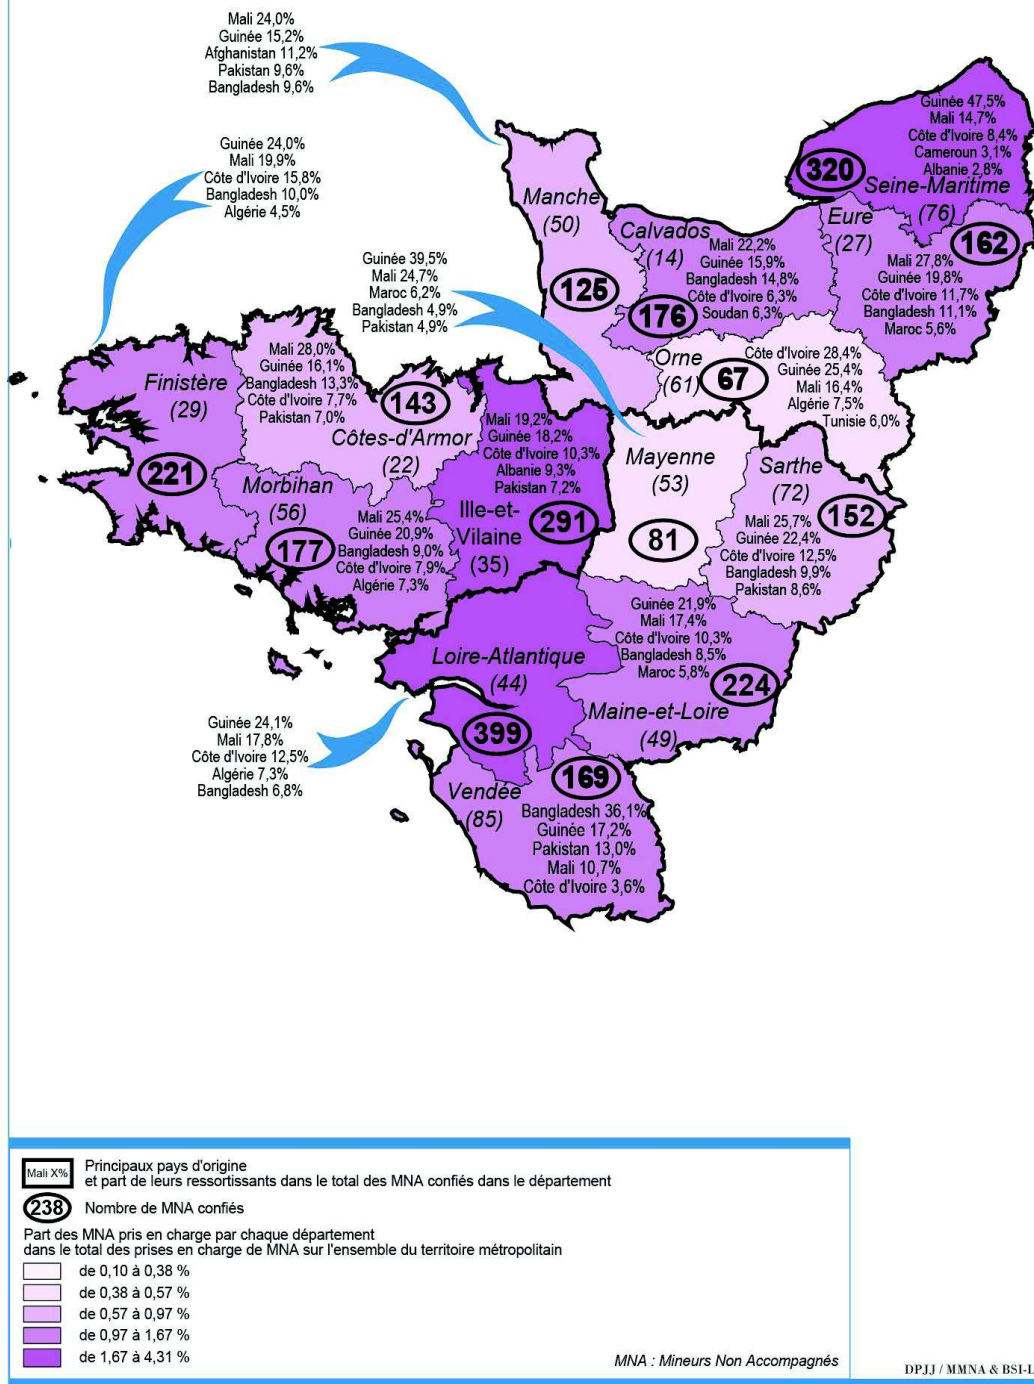 Mali 24,0%
Guinée 15,2%
Afghanistan 11,2%
Pakistan 9,6%
Bangladesh 9,6%
Guinée 24,0%
Mali 19,9%
Côte d'Ivoire 15,8%
Bangladesh 10,0%
Algérie 4,5%
Guinée 39,5%
Mali 24,7%
Maroc 6,2%
Bangladesh 4,9%
Pakistan 4,9%
Guinée 47,5%
Mali 14,7%
Côte d'Ivoire 8,4%
Cameroun 3,1%
Albanie 2,8%
320
Seine-Maritime
(76)
Manche
(50)
125
Calvados
(14)
Mali 22,2%
Guinée 15,9%
Bangladesh 14,8%
Côte d'Ivoire 6,3%
Soudan 6,3%
176
Eure
(27)
162
Mali 27,8%
Guinée 19,8%
Côte d'Ivoire 11,7%
Bangladesh 11,1%
Maroc 5,6%
Orne
(61)
67
Côte d'Ivoire 28,4%
Guinée 25,4%
Mali 16,4%
Algérie 7,5%
Tunisie 6,0%
Finistère
(29)
221
Mali 28,0%
Guinée 16,1%
Bangladesh 13,3%
Côte d'Ivoire 7,7%
Pakistan 7,0%
143
Côtes-d'Armor
(22)
Mali 19,2%
Guinée 18,2%
Côte d'Ivoire 10,3%
Albanie 9,3%
Pakistan 7,2%
Ille-et-
Vilaine
(35)
291
Mayenne
(53)
81
Sarthe
(72)
152
Mali 25,7%
Guinée 22,4%
Côte d'Ivoire 12,5%
Bangladesh 9,9%
Pakistan 8,6%
Morbihan
(56)
177
Mali 25,4%
Guinée 20,9%
Bangladesh 9,0%
Côte d'Ivoire 7,9%
Algérie 7,3%
Loire-Atlantique
(44)
399
Guinée 21,9%
Mali 17,4%
Côte d'Ivoire 10,3%
Bangladesh 8,5%
Maroc 5,8%
224
Maine-et-Loire
(49)
Guinée 24,1%
Mali 17,8%
Côte d'Ivoire 12,5%
Algérie 7,3%
Bangladesh 6,8%
Vendée
(85)
169
Bangladesh 36,1%
Guinée 17,2%
Pakistan 13,0%
Mali 10,7%
Côte d'Ivoire 3,6%
Mali X%
Principaux pays d'origine
et part de leurs ressortissants dans le total des MNA confiés dans le département
238
Nombre de MNA confiés
Part des MNA pris en charge par chaque département
dans le total des prises en charge de MNA sur l'ensemble du territoire métropolitain
de 0,10 à 0,38 %
de 0,38 à 0,57 %
de 0,57 à 0,97 %
de 0,97 à 1,67 %
de 1,67 à 4,31 %
MNA : Mineurs Non Accompagnés
DPJJ / MMNA & BSI-L